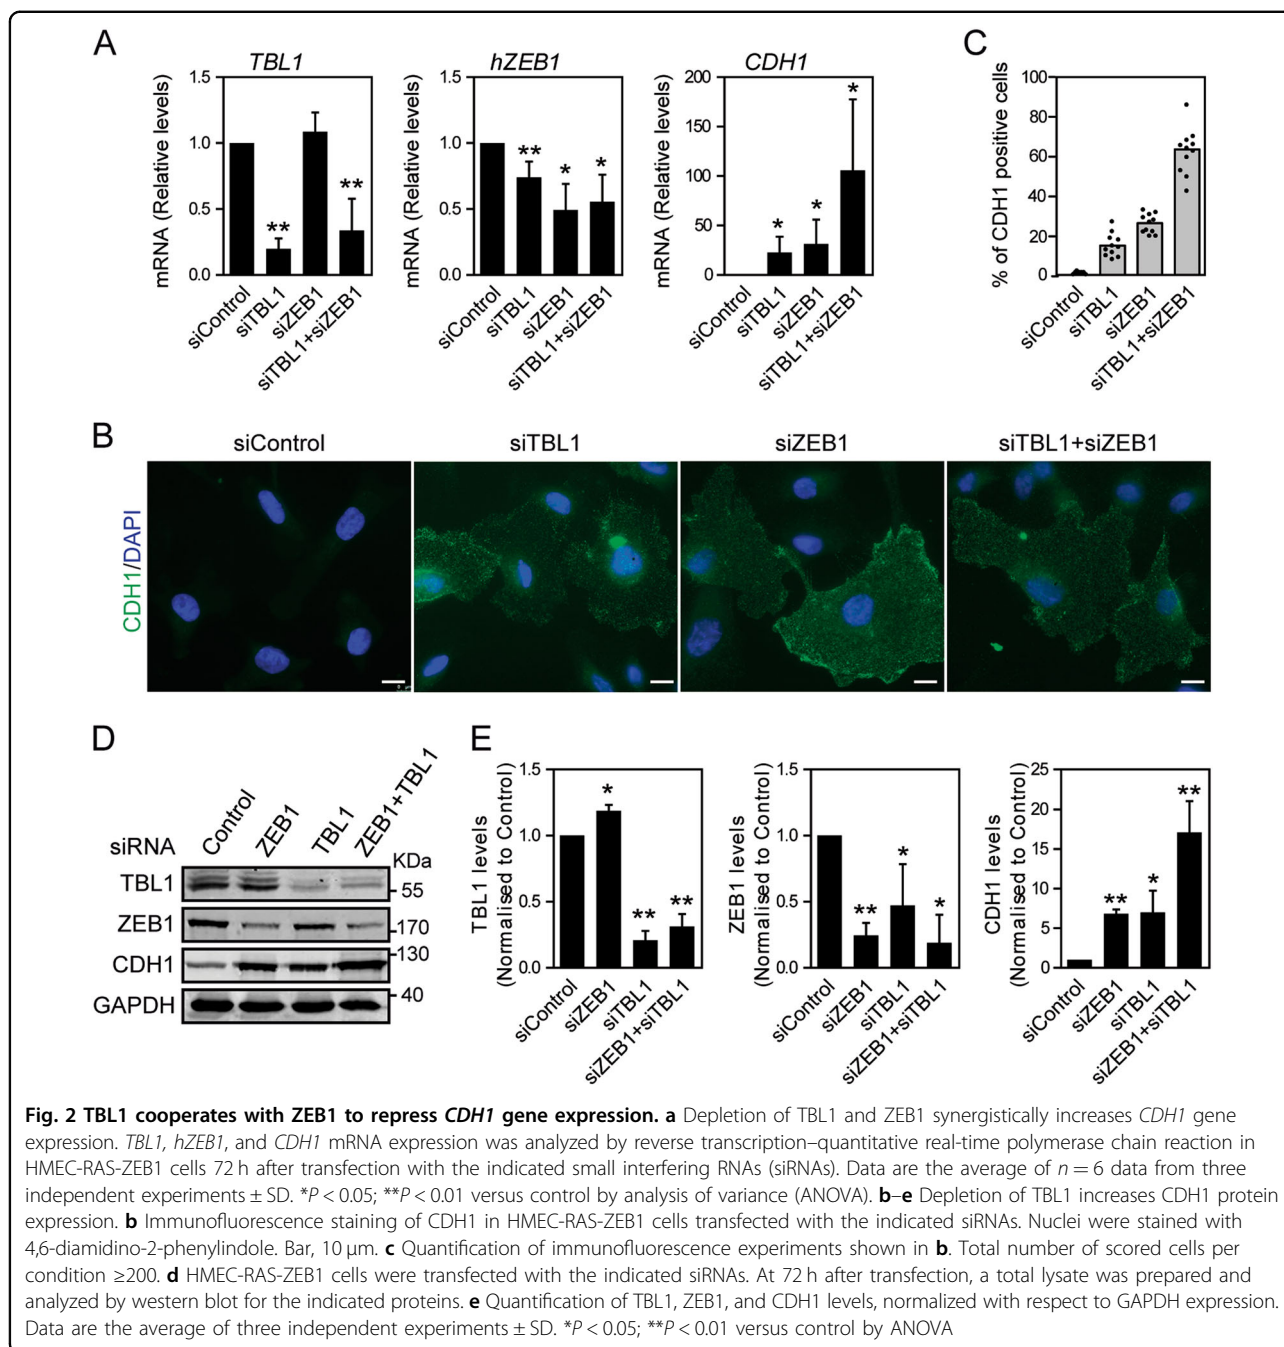 A
TBL1
mRNA (Relative levels)
1.5
1.0
0.5
0.0
**
**
siControl
siTBL1
siZEB1
siTBL1+siZEB1
hZEB1
mRNA (Relative levels)
1.5
1.0
0.5
0.0
**
*
*
siControl
siTBL1
siZEB1
siTBL1+siZEB1
CDH1
mRNA (Relative levels)
200
150
100
50
0
*
*
*
siControl
siTBL1
siZEB1
siTBL1+siZEB1
C
% of CDH1 positive cells
100
80
60
40
20
0
siControl
siTBL1
siZEB1
siTBL1+siZEB1
B
siControl
siTBL1
siZEB1
siTBL1+siZEB1
CDH1/DAPI
D
siRNA
Control
ZEB1
TBL1
ZEB1+TBL1
KDa
TBL1
55
ZEB1
170
CDH1
130
GAPDH
40
E
TBL1 levels
(Normalised to Control)
1.5
1.0
0.5
0.0
*
**
**
siControl
siZEB1
siTBL1
siZEB1+siTBL1
ZEB1 levels
(Normalised to Control)
1.5
1.0
0.5
0.0
**
*
*
siControl
siZEB1
siTBL1
siZEB1+siTBL1
CDH1 levels
(Normalised to Control)
25
20
15
10
5
0
**
*
**
siControl
siZEB1
siTBL1
siZEB1+siTBL1
Fig. 2 TBL1 cooperates with ZEB1 to repress CDH1 gene expression. a Depletion of TBL1 and ZEB1 synergistically increases CDH1 gene
expression. TBL1, hZEB1, and CDH1 mRNA expression was analyzed by reverse transcription–quantitative real-time polymerase chain reaction in
HMEC-RAS-ZEB1 cells 72 h after transfection with the indicated small interfering RNAs (siRNAs). Data are the average of n = 6 data from three
independent experiments ± SD. *P < 0.05; **P < 0.01 versus control by analysis of variance (ANOVA). b–e Depletion of TBL1 increases CDH1 protein
expression. b Immunofluorescence staining of CDH1 in HMEC-RAS-ZEB1 cells transfected with the indicated siRNAs. Nuclei were stained with
4,6-diamidino-2-phenylindole. Bar, 10 µm. c Quantification of immunofluorescence experiments shown in b. Total number of scored cells per
condition ≥200. d HMEC-RAS-ZEB1 cells were transfected with the indicated siRNAs. At 72 h after transfection, a total lysate was prepared and
analyzed by western blot for the indicated proteins. e Quantification of TBL1, ZEB1, and CDH1 levels, normalized with respect to GAPDH expression.
Data are the average of three independent experiments ± SD. *P < 0.05; **P < 0.01 versus control by ANOVA